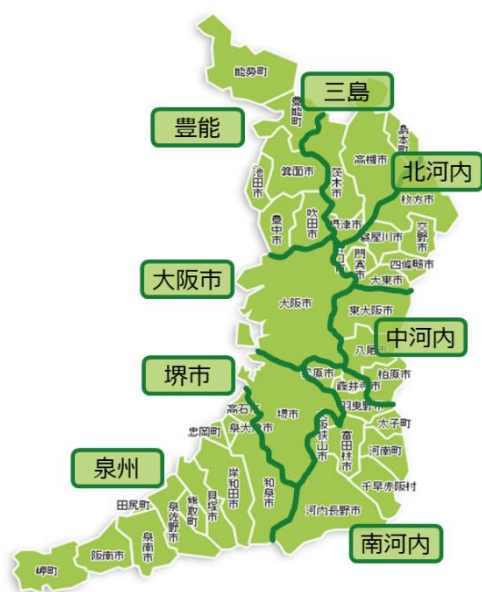 能勢町
三島
豊能町
豊能
島本町
高槻市
箕面市
茨木市
池田市
北河内
枚方市
吹田市
豊中市
摂津市
寝屋川市
交野市
門真市
四條畷市
大東市
大阪市
大阪市
東大阪市
中河内
八尾市
堺市
松原市
柏原市
藤井寺市
羽曳野市
高石市
堺市
太子町
忠岡町
泉大津市
大阪狭山市
富田林市
河南町
泉州
岸和田市
和泉市
千早赤阪村
貝塚市
熊取町
田尻町
泉佐野市
河内長野市
泉南市
阪南市
南河内
岬町